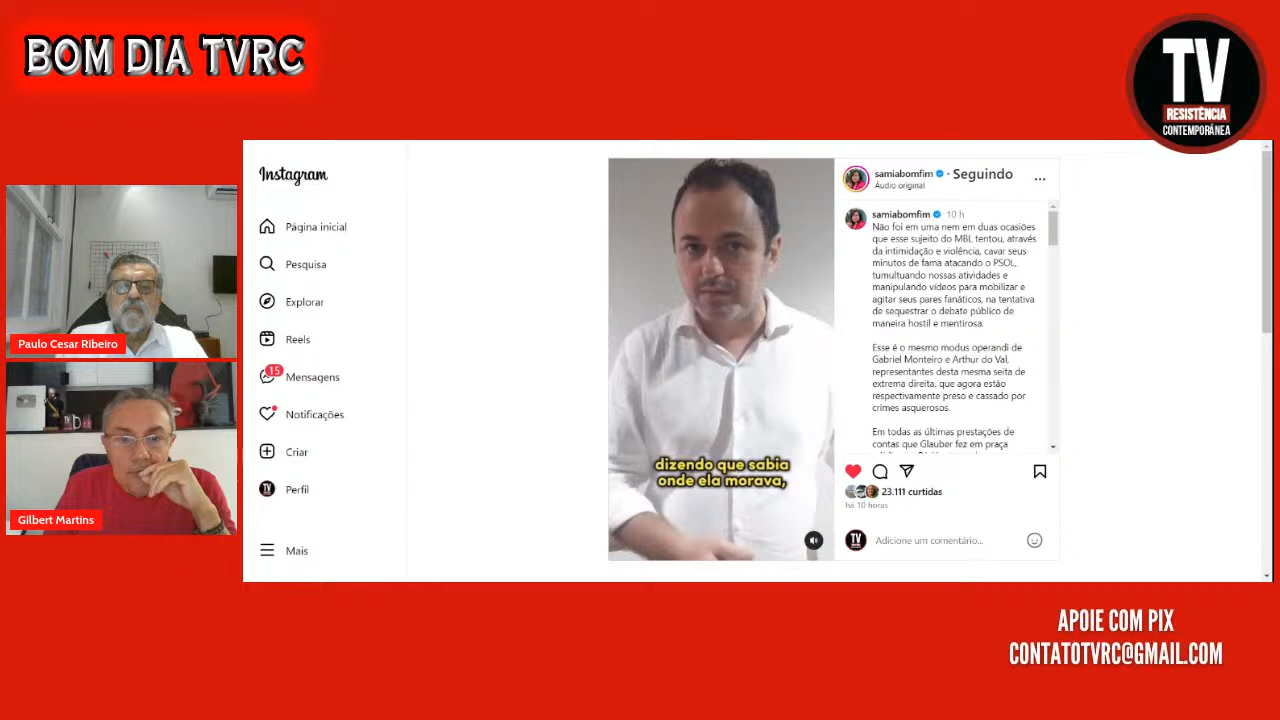 BOM DIA TVRC
TV
RESISTÊNCIA
CONTEMPORÂNEA
Paulo Cesar Ribeiro
Gilbert Martins
Instagram
Página inicial
Pesquisa
Explorar
Reels
15
Mensagens
Notificações
Criar
Perfil
Mais
dizendo que sabia
onde ela morava,
samiabomfim · Seguindo
Áudio original
samiabomfim 10 h
Não foi em uma nem em duas ocasiões
que esse sujeito do MBL tentou, através
da intimidação e violência, cavar seus
minutos de fama atacando o PSOL,
tumultuando nossas atividades e
manipulando vídeos para mobilizar e
agitar seus pares fanáticos, na tentativa
de sequestrar o debate público de
maneira hostil e mentirosa.
Esse é o mesmo modus operandi de
Gabriel Monteiro e Arthur do Val,
representantes desta mesma seita de
extrema direita, que agora estão
respectivamente preso e cassado por
crimes asquerosos.
Em todas as últimas prestações de
contas que Glauber fez em praça
23.111 curtidas
há 10 horas
Adicione um comentário...
APOIE COM PIX
CONTATOTVRC@GMAIL.COM